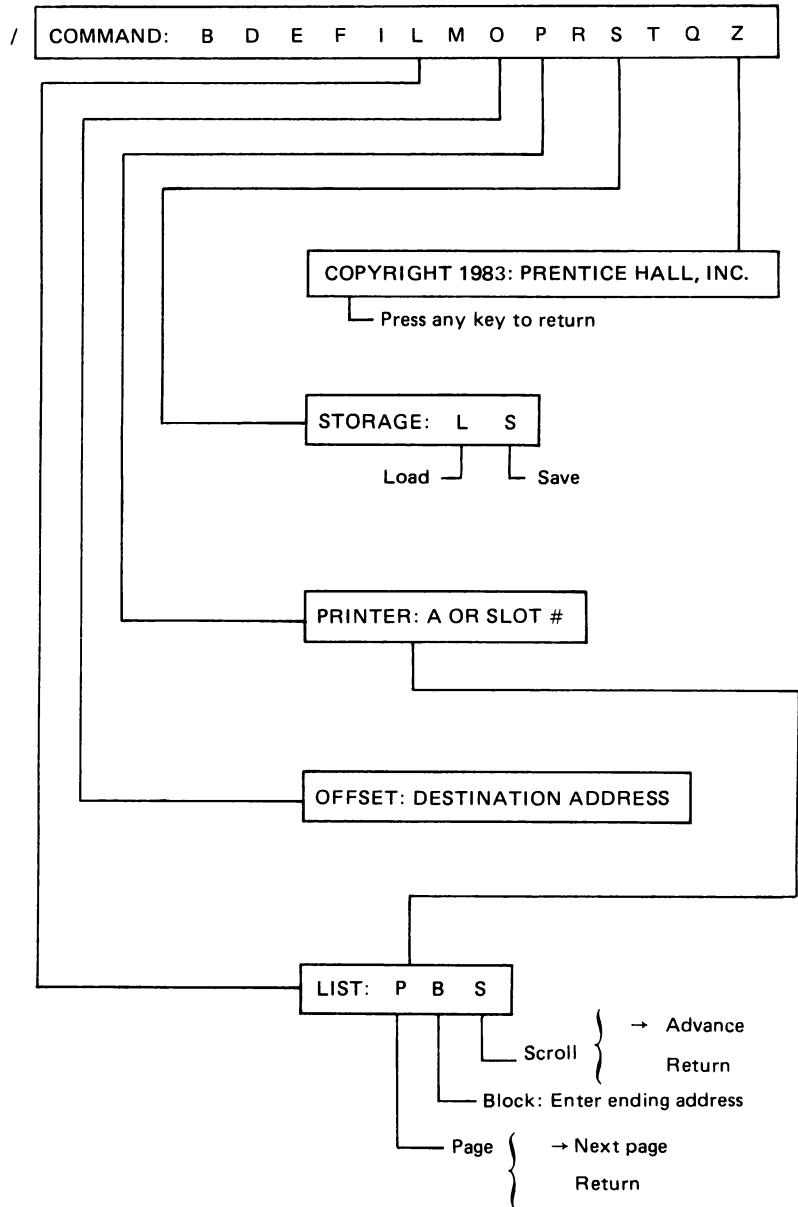 / COMMAND: B D E F I L M O P R S T Q Z
COPYRIGHT 1983: PRENTICE HALL, INC.
Press any key to return
STORAGE: L S
Load Save
PRINTER: A OR SLOT #
OFFSET: DESTINATION ADDRESS
LIST: P B S
Scroll { → Advance
Return
Block: Enter ending address
Page { → Next page
Return